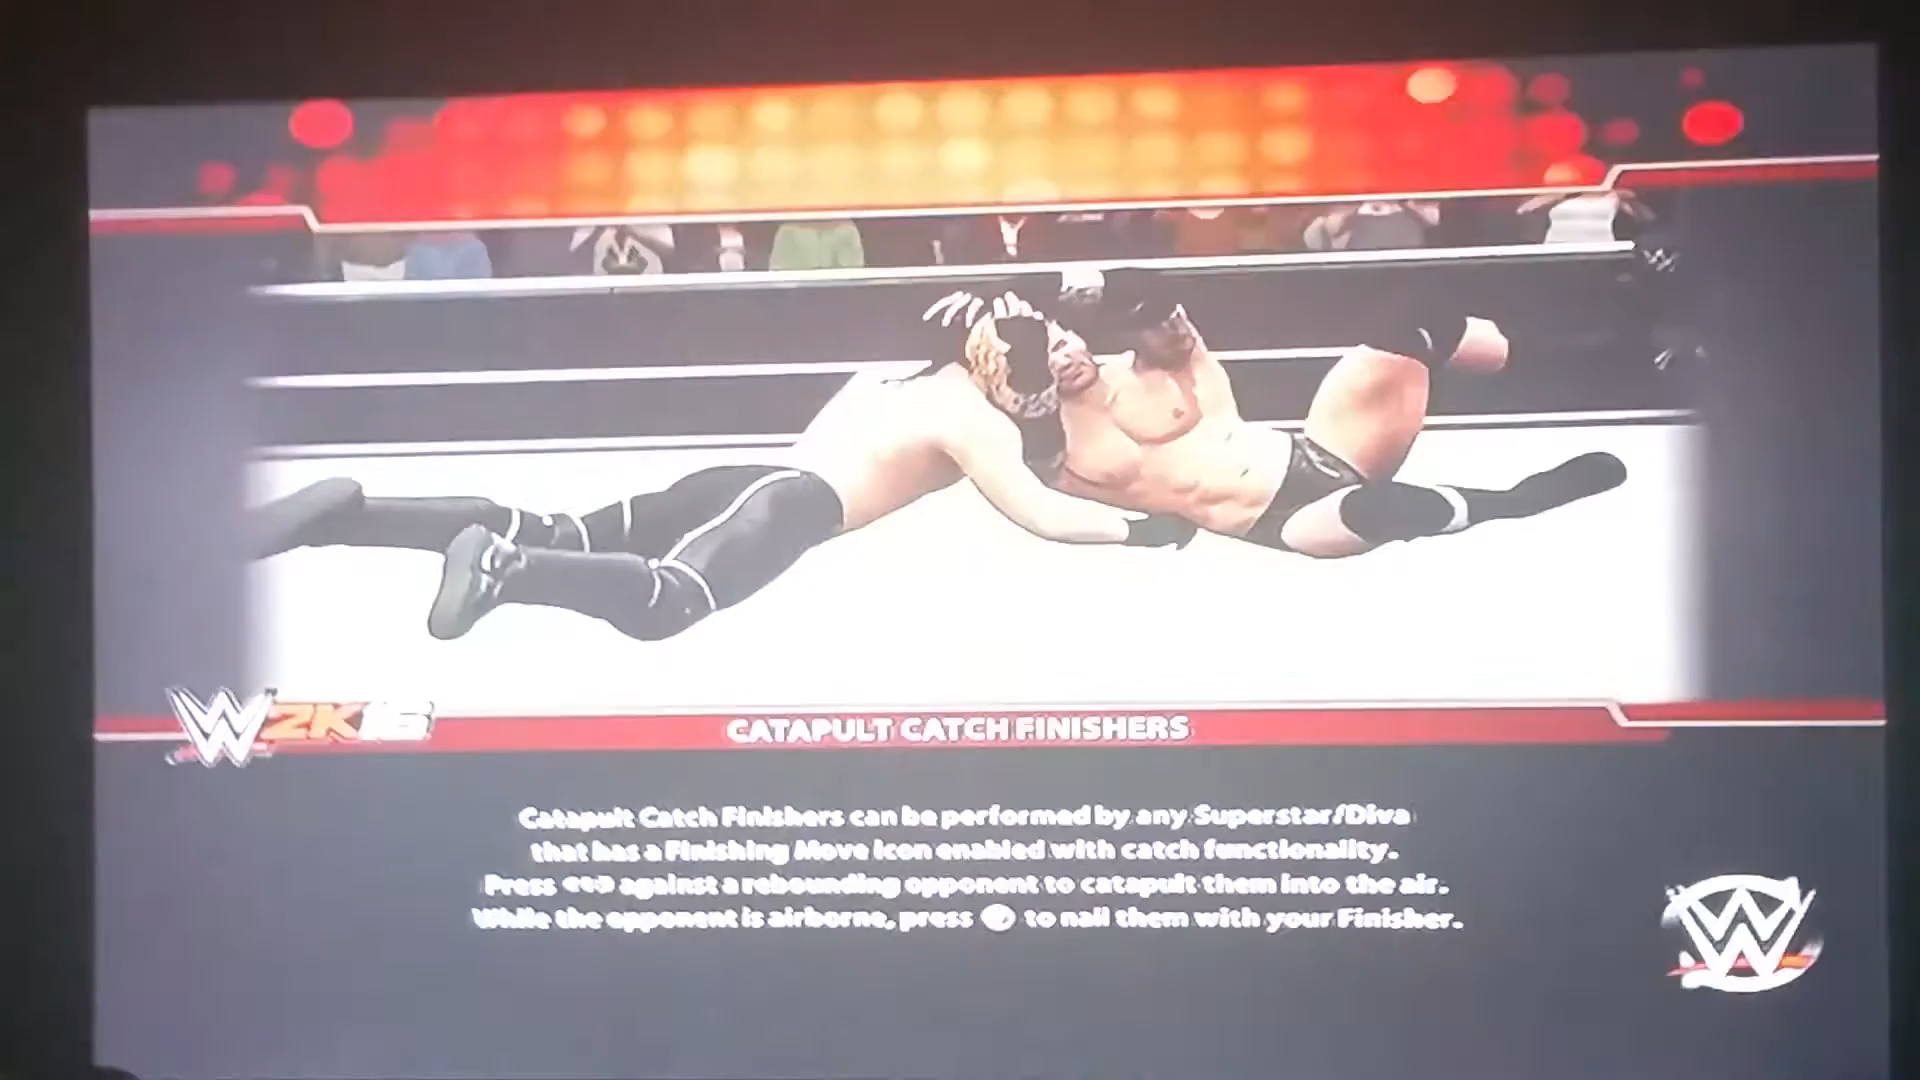 W 2K16
CATAPULT CATCH FINISHERS
Catapult Catch Finishers can be performed by any Superstar/Diva
that has a Finishing Move Icon enabled with catch functionality.
Press against a rebounding opponent to catapult them into the air.
While the opponent is airborne, press to nail them with your Finisher.
W